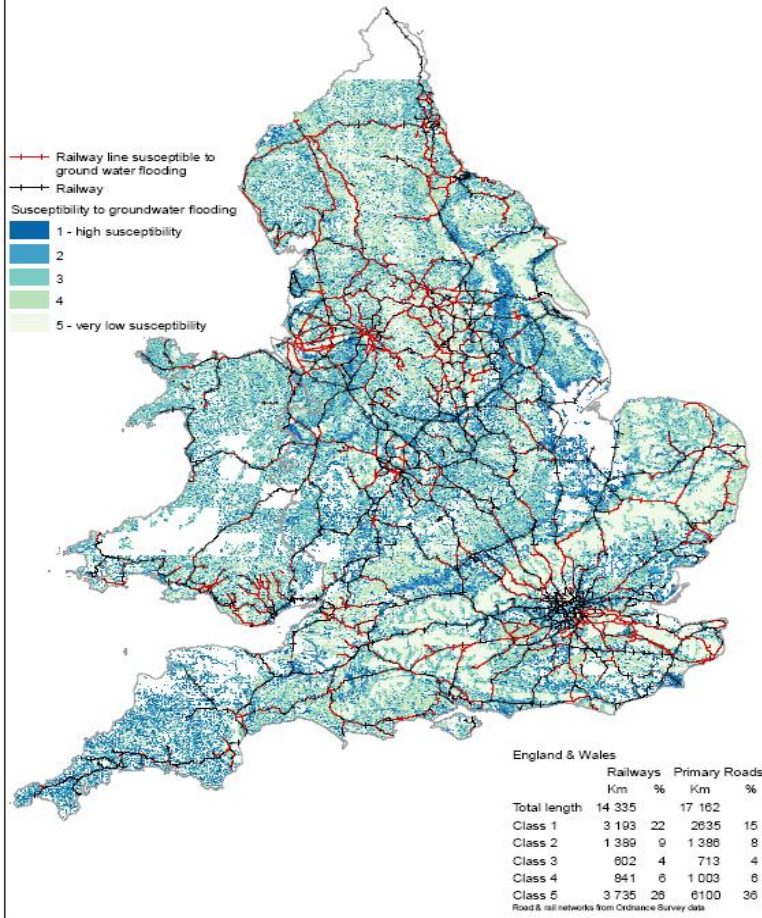 Railway line susceptible to
ground water flooding
Railway
Susceptibility to groundwater flooding
1 - high susceptibility
2
3
4
5 - very low susceptibility
England & Wales
Railways Primary Roads
Km % Km %
Total length 14 335 17 162
Class 1 3 193 22 2635 15
Class 2 1 389 9 1 386 8
Class 3 602 4 713 4
Class 4 841 6 1 003 6
Class 5 3 735 26 6100 36
Road & rail networks from Ordnance Survey data